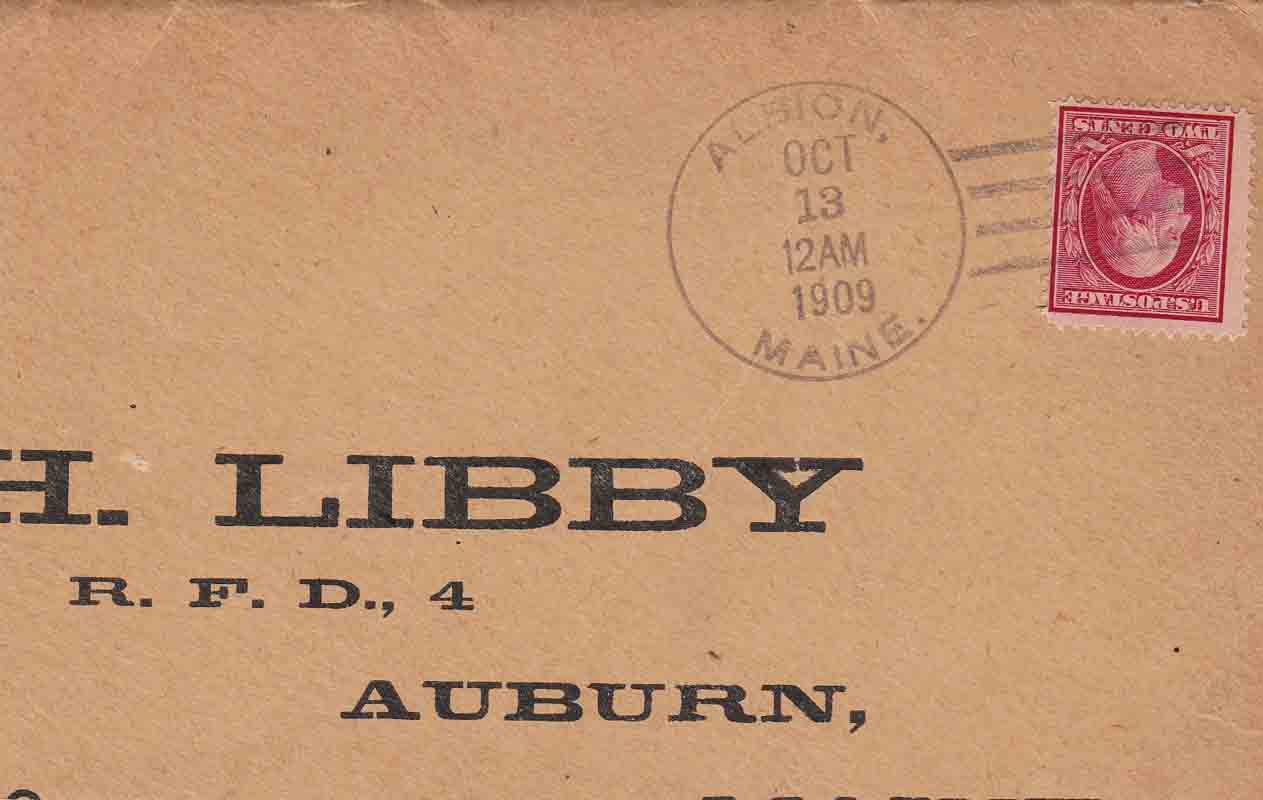 ALBION,
OCT
13
12AM
1909
MAINE.
TWO CENTS
U.S. POSTAGE
H. LIBBY
R. F. D., 4
AUBURN,